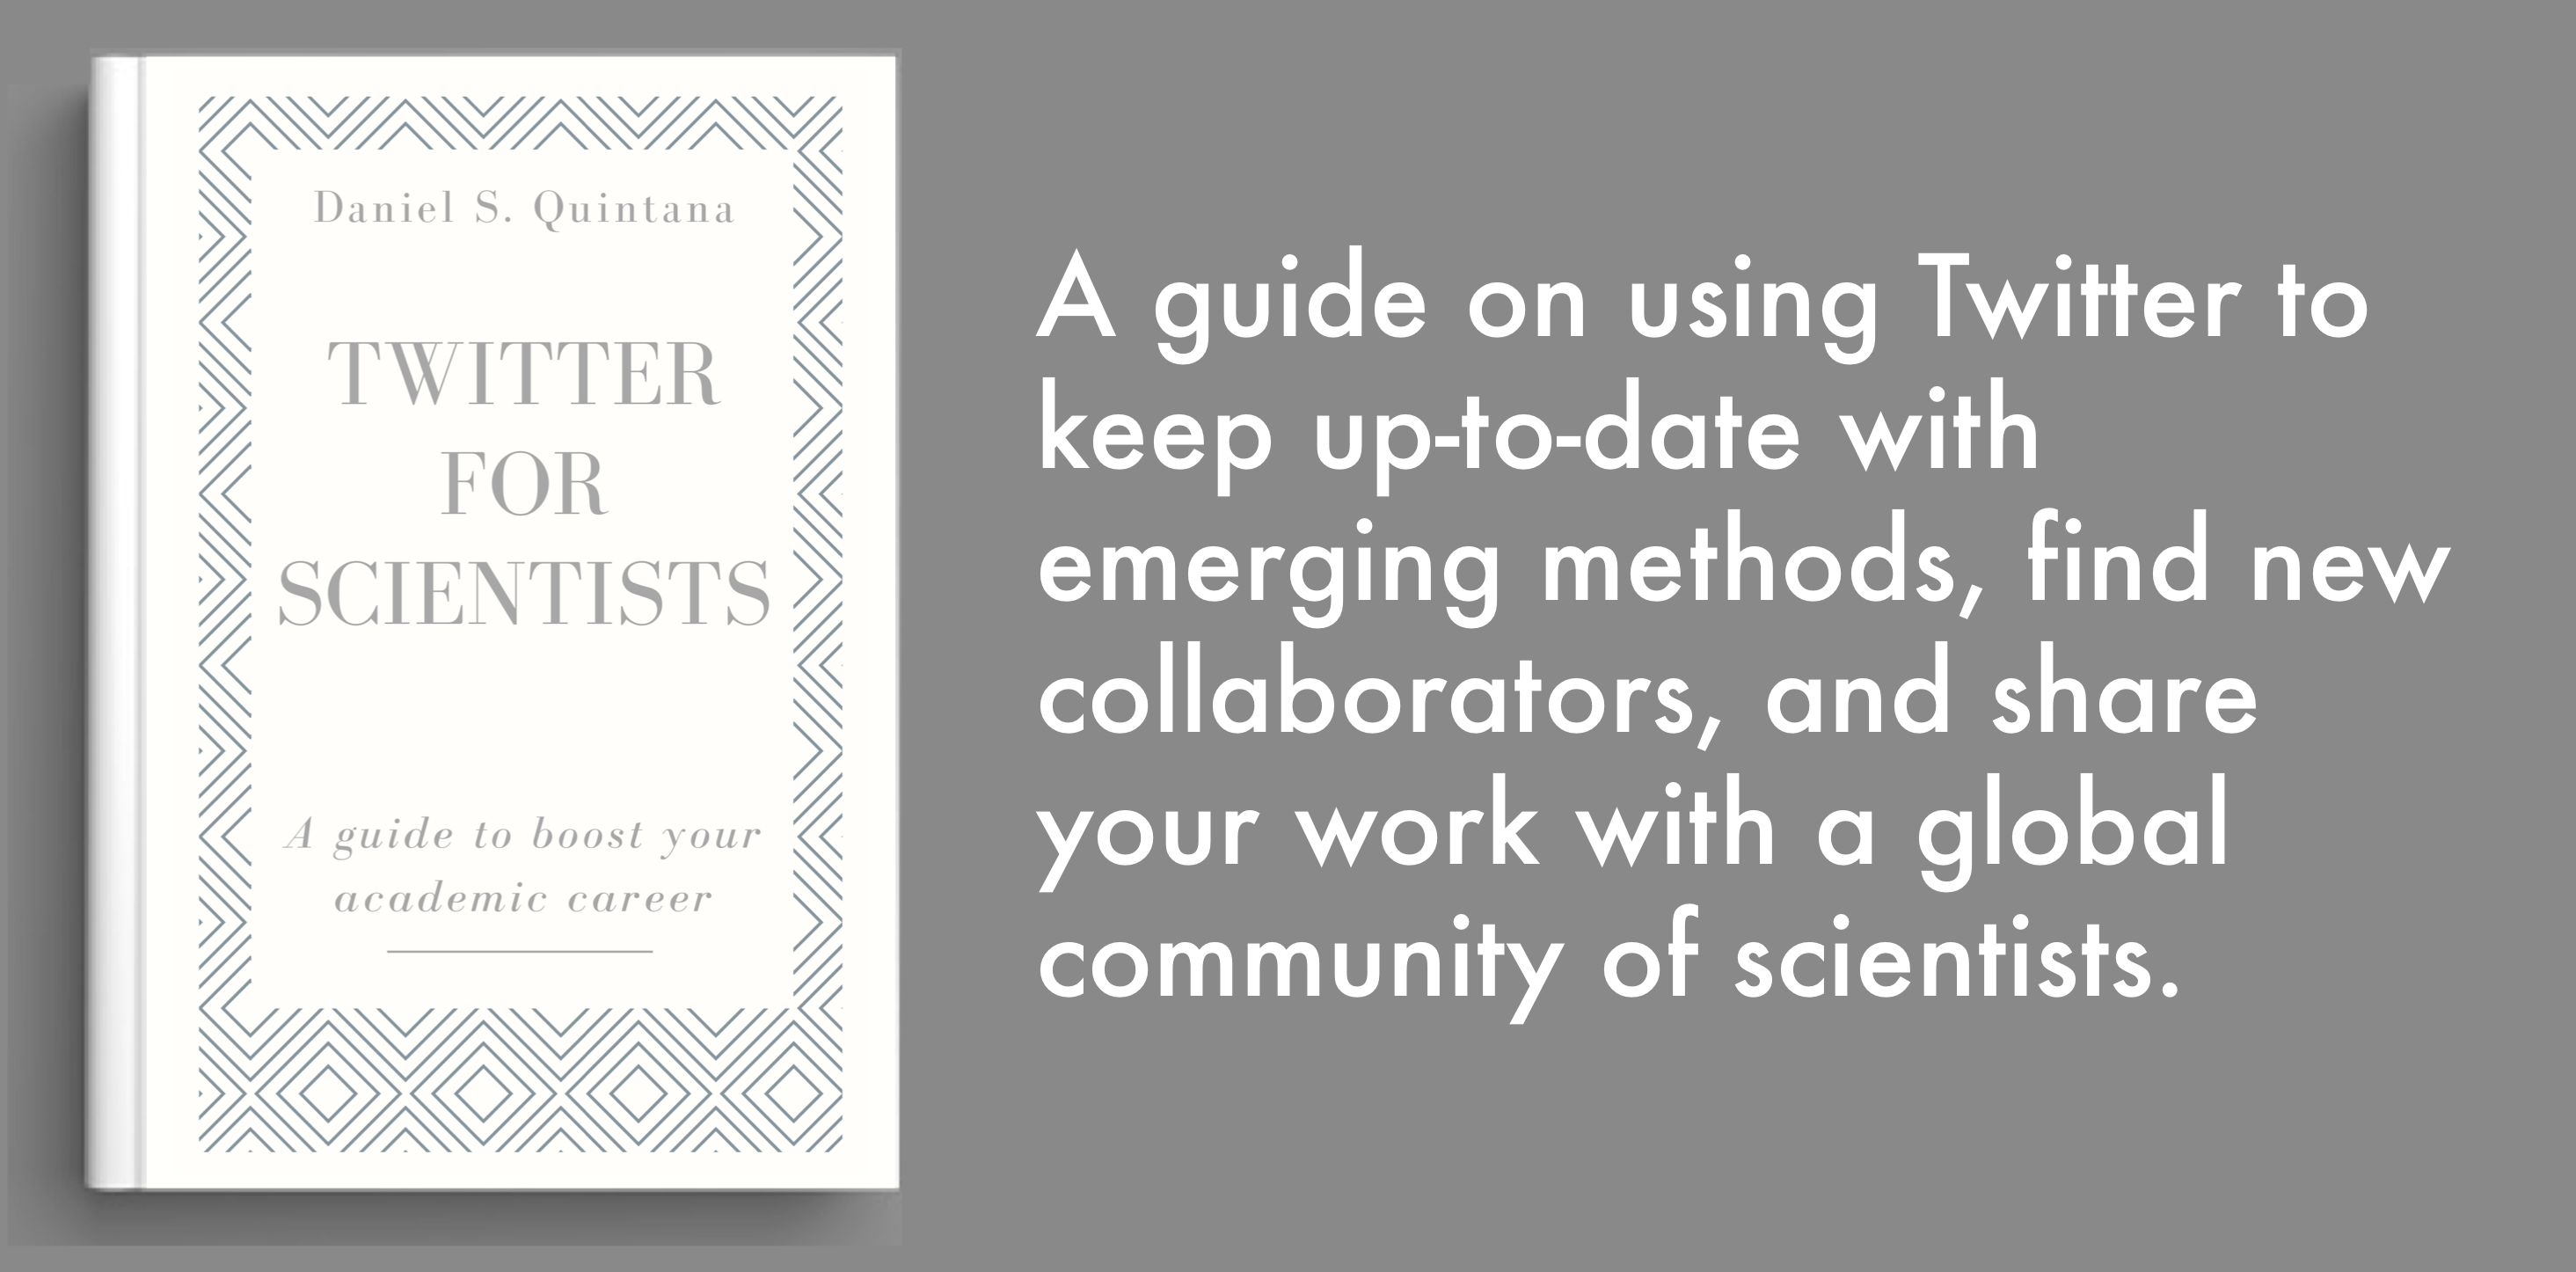 Daniel S. Quintana
TWITTER
FOR
SCIENTISTS
A guide to boost your
academic career
A guide on using Twitter to
keep up-to-date with
emerging methods, find new
collaborators, and share
your work with a global
community of scientists.